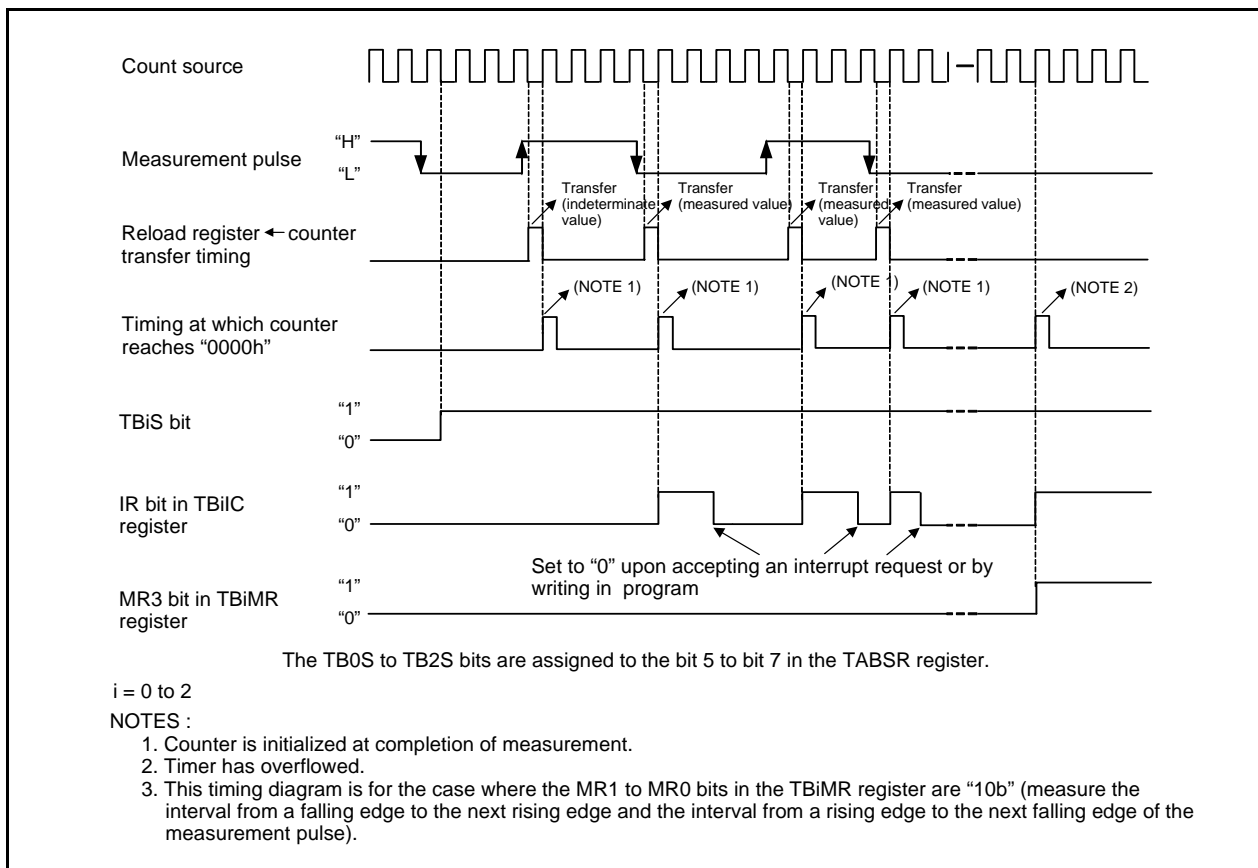 Count source
“H”
Measurement pulse
“L”
Transfer
(indeterminate
value)
Transfer
(measured value)
Transfer
(measured
value)
Transfer
(measured value)
Reload register ← counter
transfer timing
(NOTE 1)
(NOTE 1)
(NOTE 1)
(NOTE 1)
(NOTE 2)
Timing at which counter
reaches “0000h”
“1”
TBiS bit
“0”
“1”
IR bit in TBiIC
register
“0”
Set to “0” upon accepting an interrupt request or by
writing in program
“1”
MR3 bit in TBiMR
register
“0”
The TB0S to TB2S bits are assigned to the bit 5 to bit 7 in the TABSR register.
i = 0 to 2
NOTES :
1. Counter is initialized at completion of measurement.
2. Timer has overflowed.
3. This timing diagram is for the case where the MR1 to MR0 bits in the TBiMR register are “10b” (measure the
interval from a falling edge to the next rising edge and the interval from a rising edge to the next falling edge of the
measurement pulse).